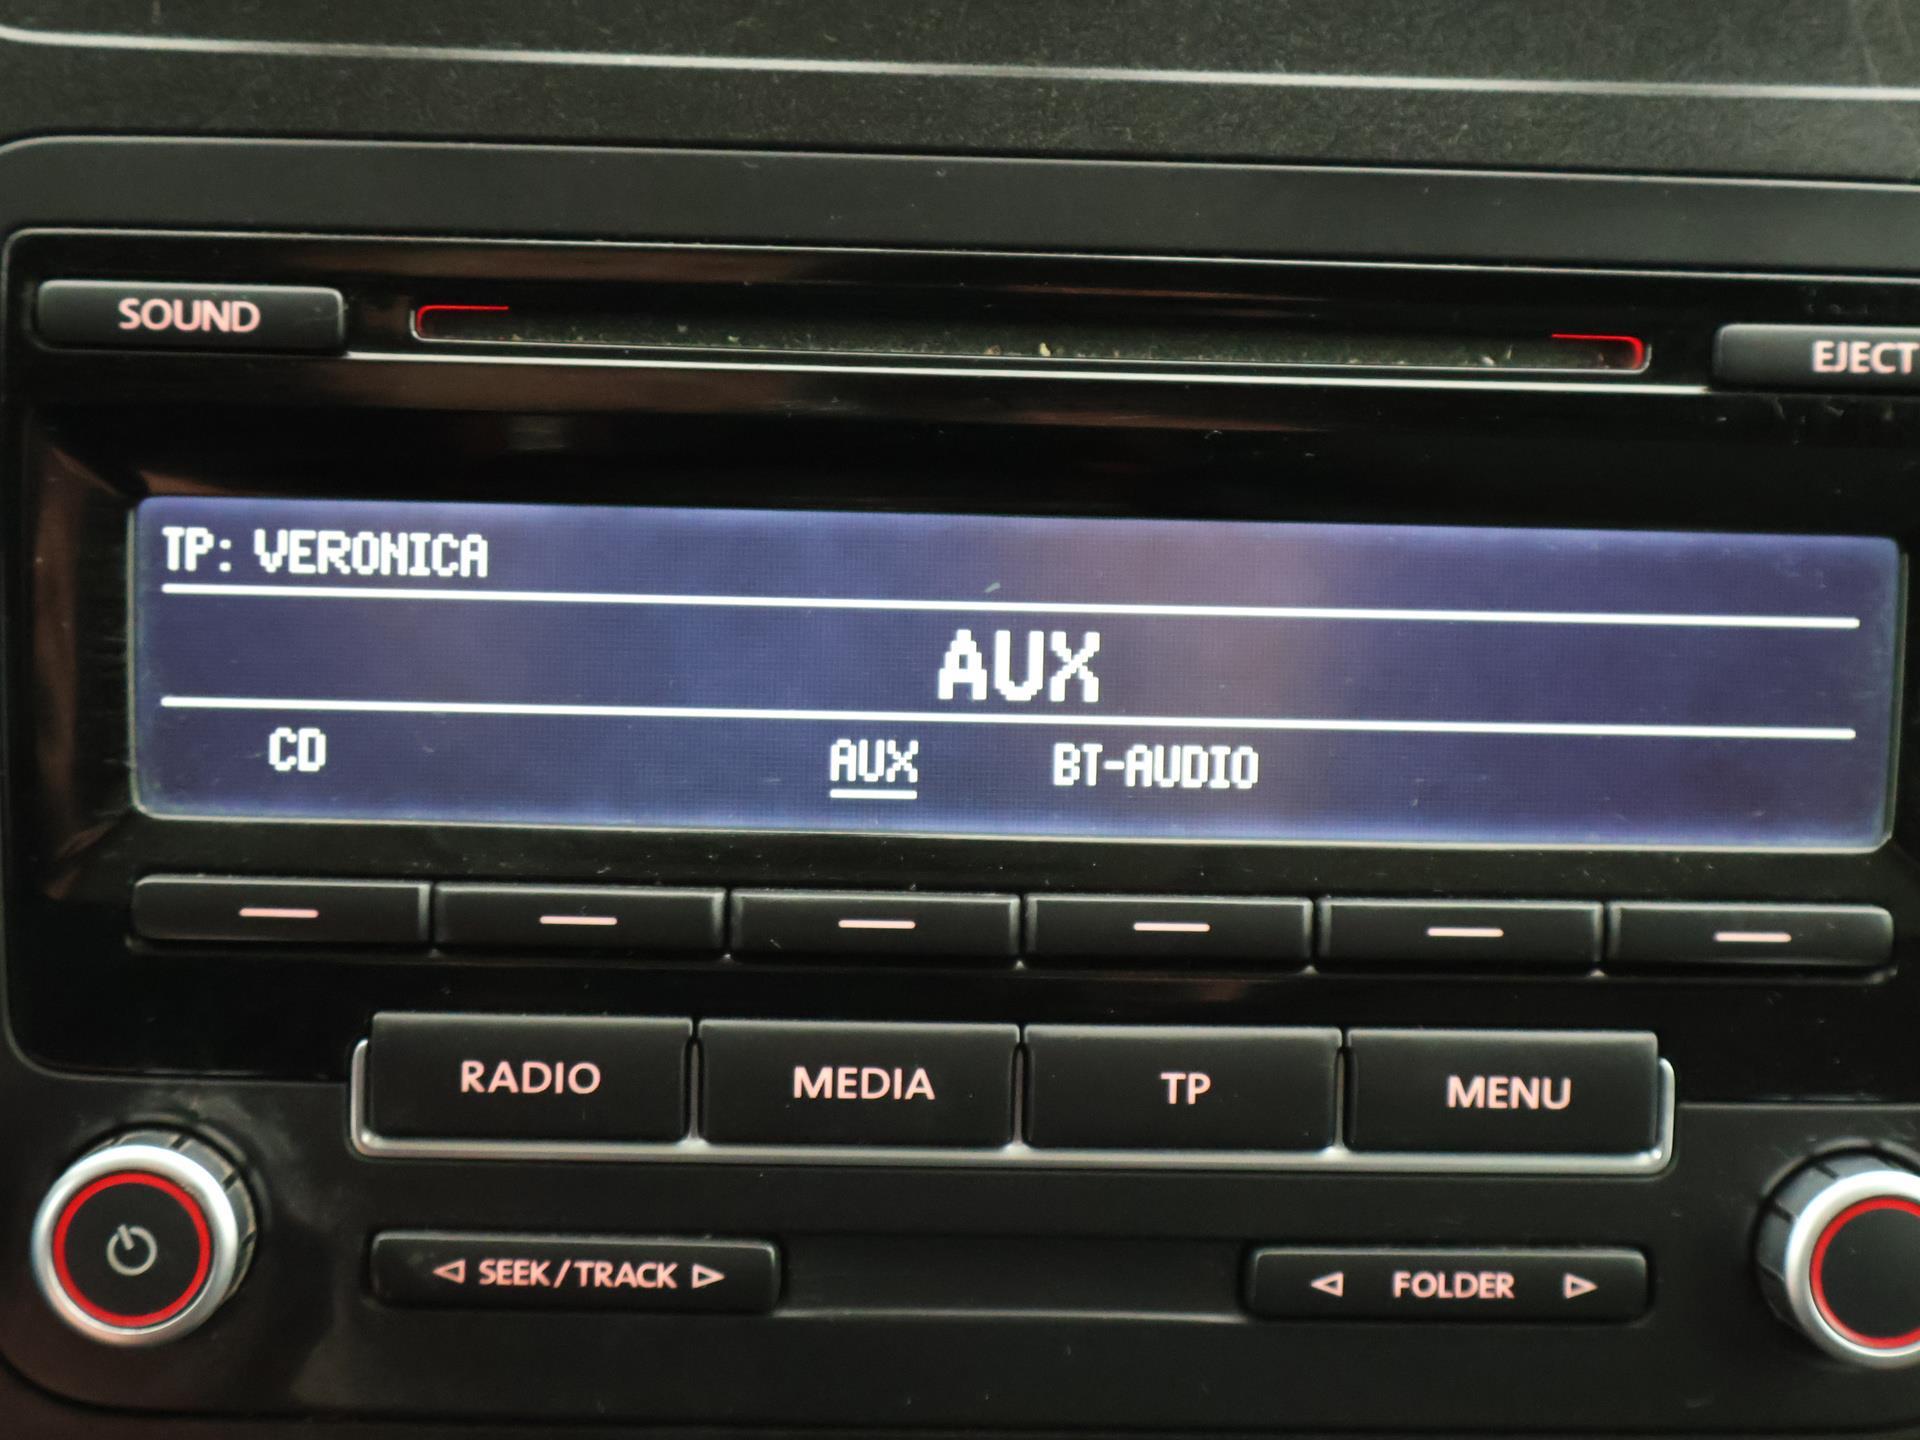 SOUND EJECT
TP: VERONICA
AUX
CD AUX BT-AUDIO
RADIO MEDIA TP MENU
SEEK/TRACK FOLDER